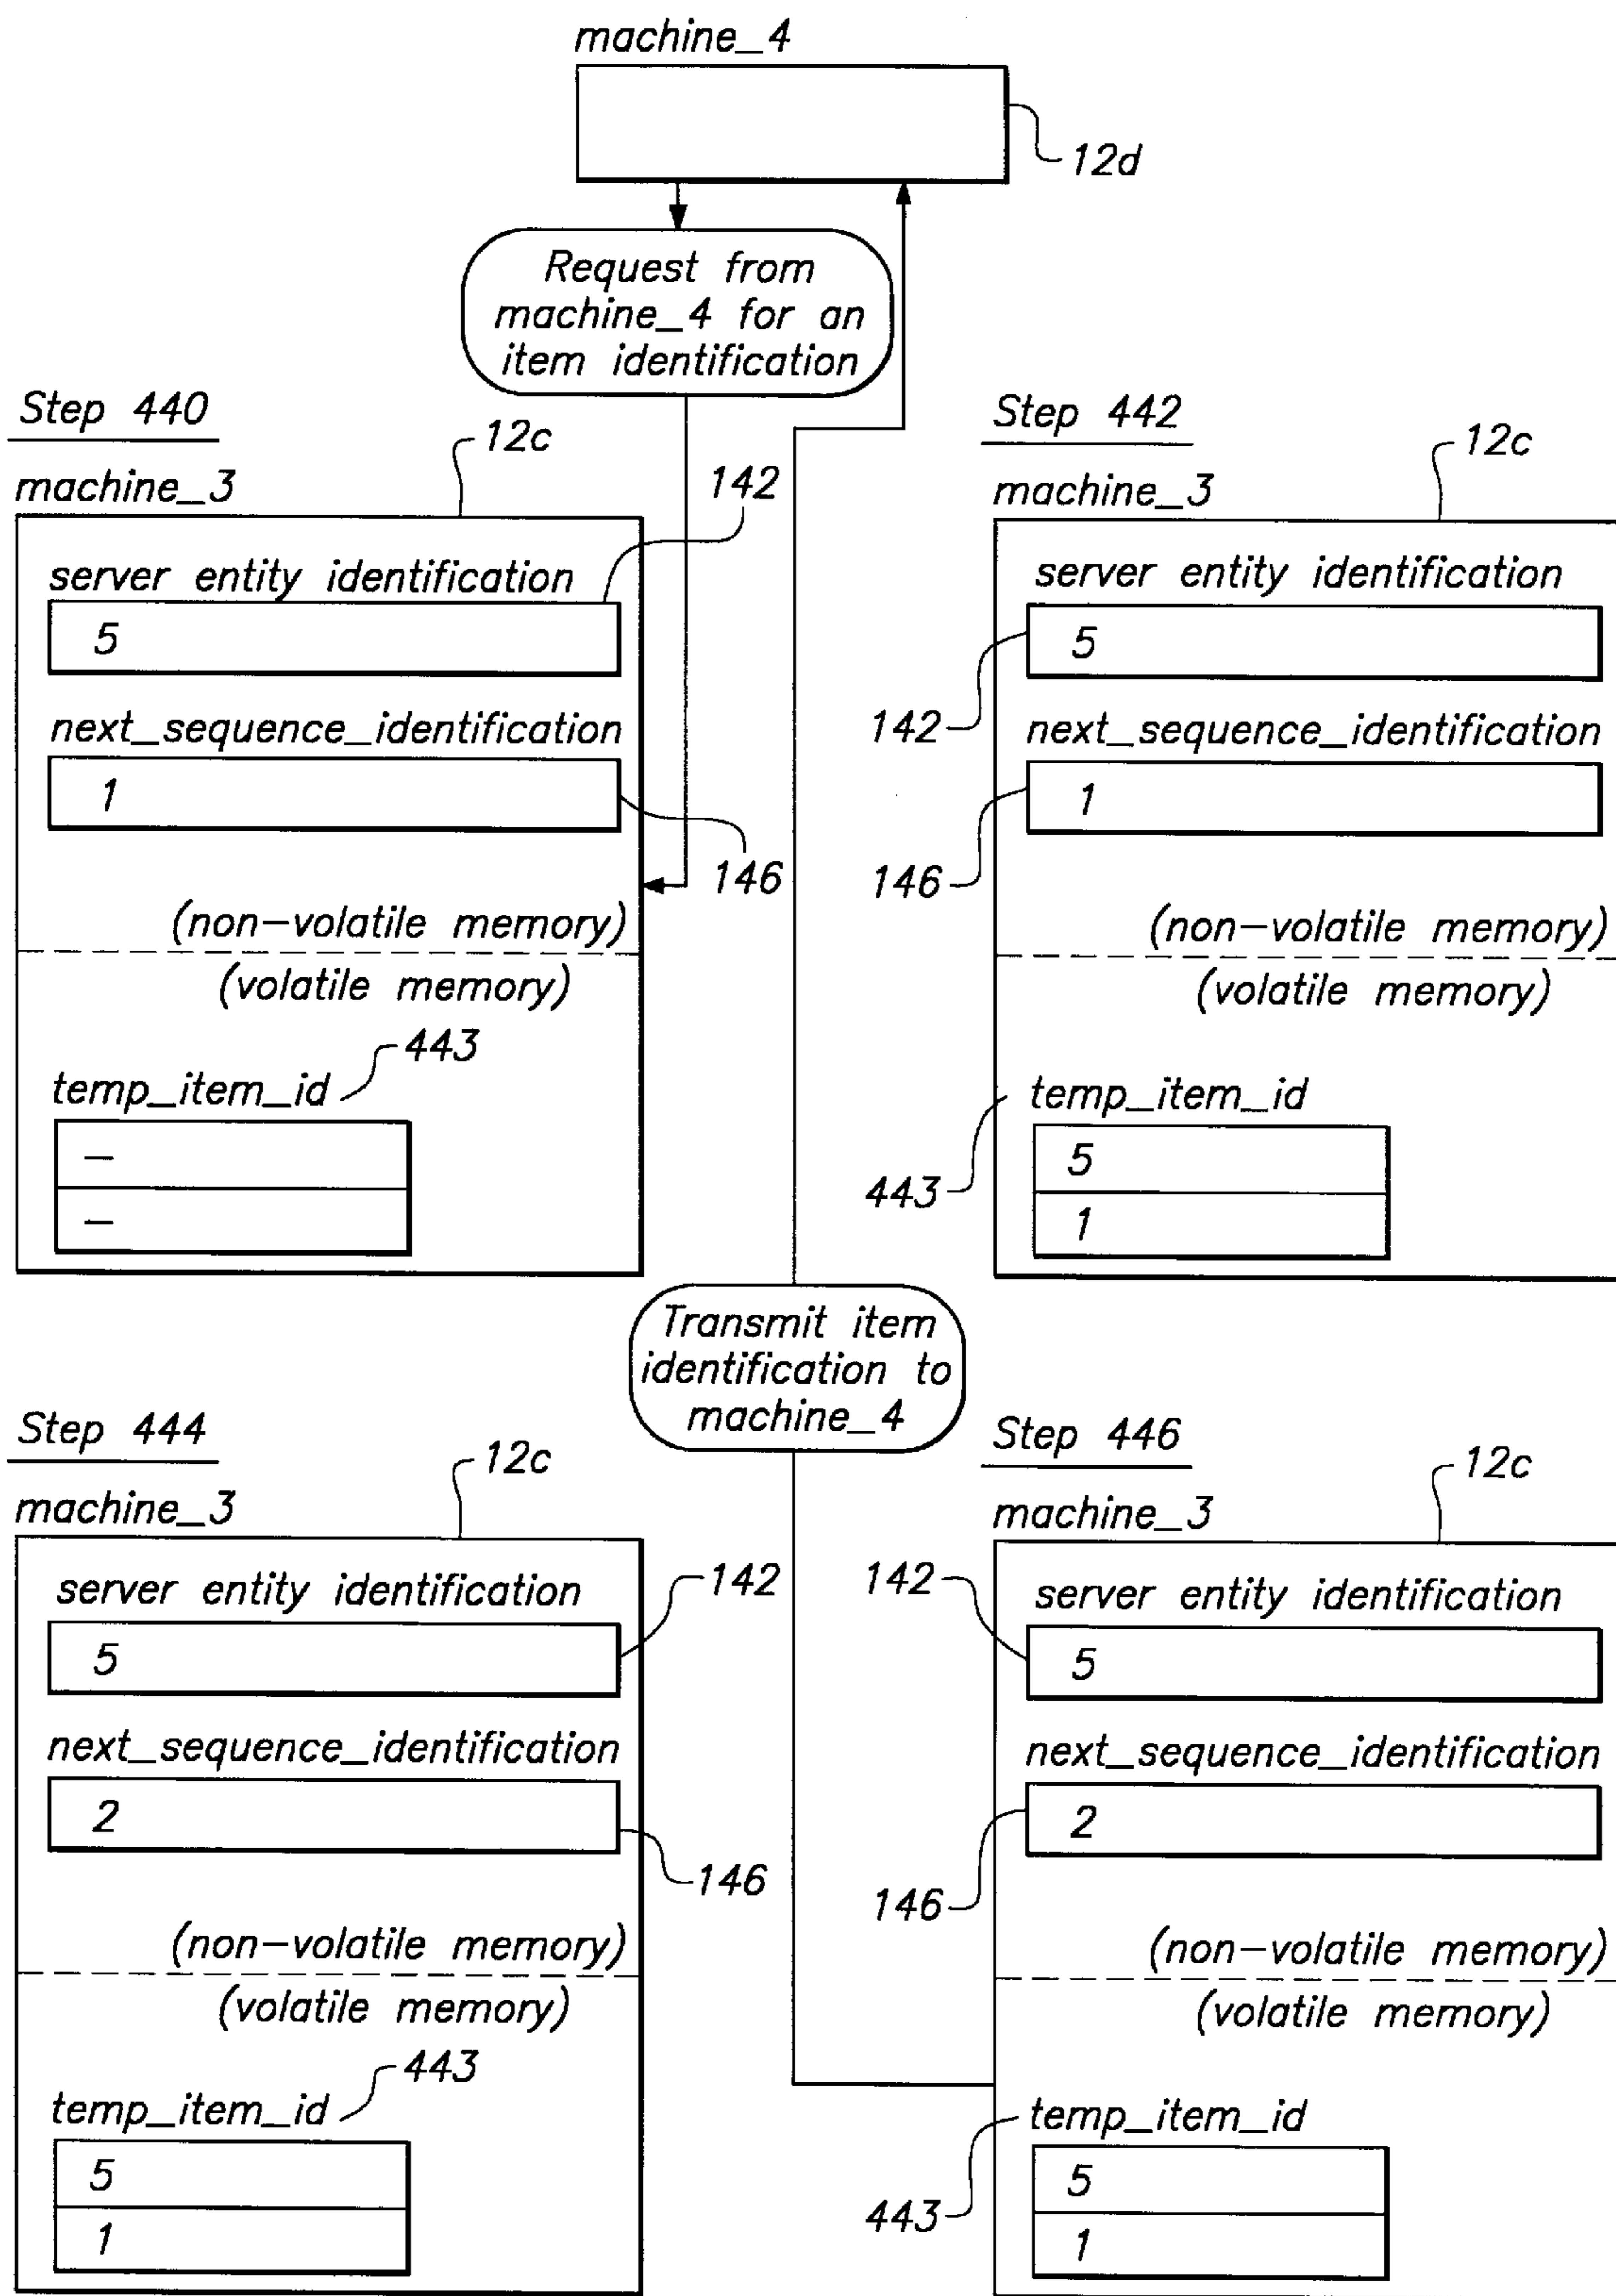 machine_4
12d
Request from
machine_4 for an
item identification
Step 440
12c
machine_3
142
server entity identification
5
next_sequence_identification
1
146
(non-volatile memory)
(volatile memory)
443
temp_item_id
–
–
Step 442
12c
machine_3
server entity identification
5
142
next_sequence_identification
1
146
(non-volatile memory)
(volatile memory)
temp_item_id
5
443
1
Transmit item
identification to
machine_4
Step 444
12c
machine_3
server entity identification
142
5
next_sequence_identification
2
146
(non-volatile memory)
(volatile memory)
443
temp_item_id
5
1
Step 446
12c
machine_3
142
server entity identification
5
next_sequence_identification
2
146
(non-volatile memory)
(volatile memory)
temp_item_id
5
443
1